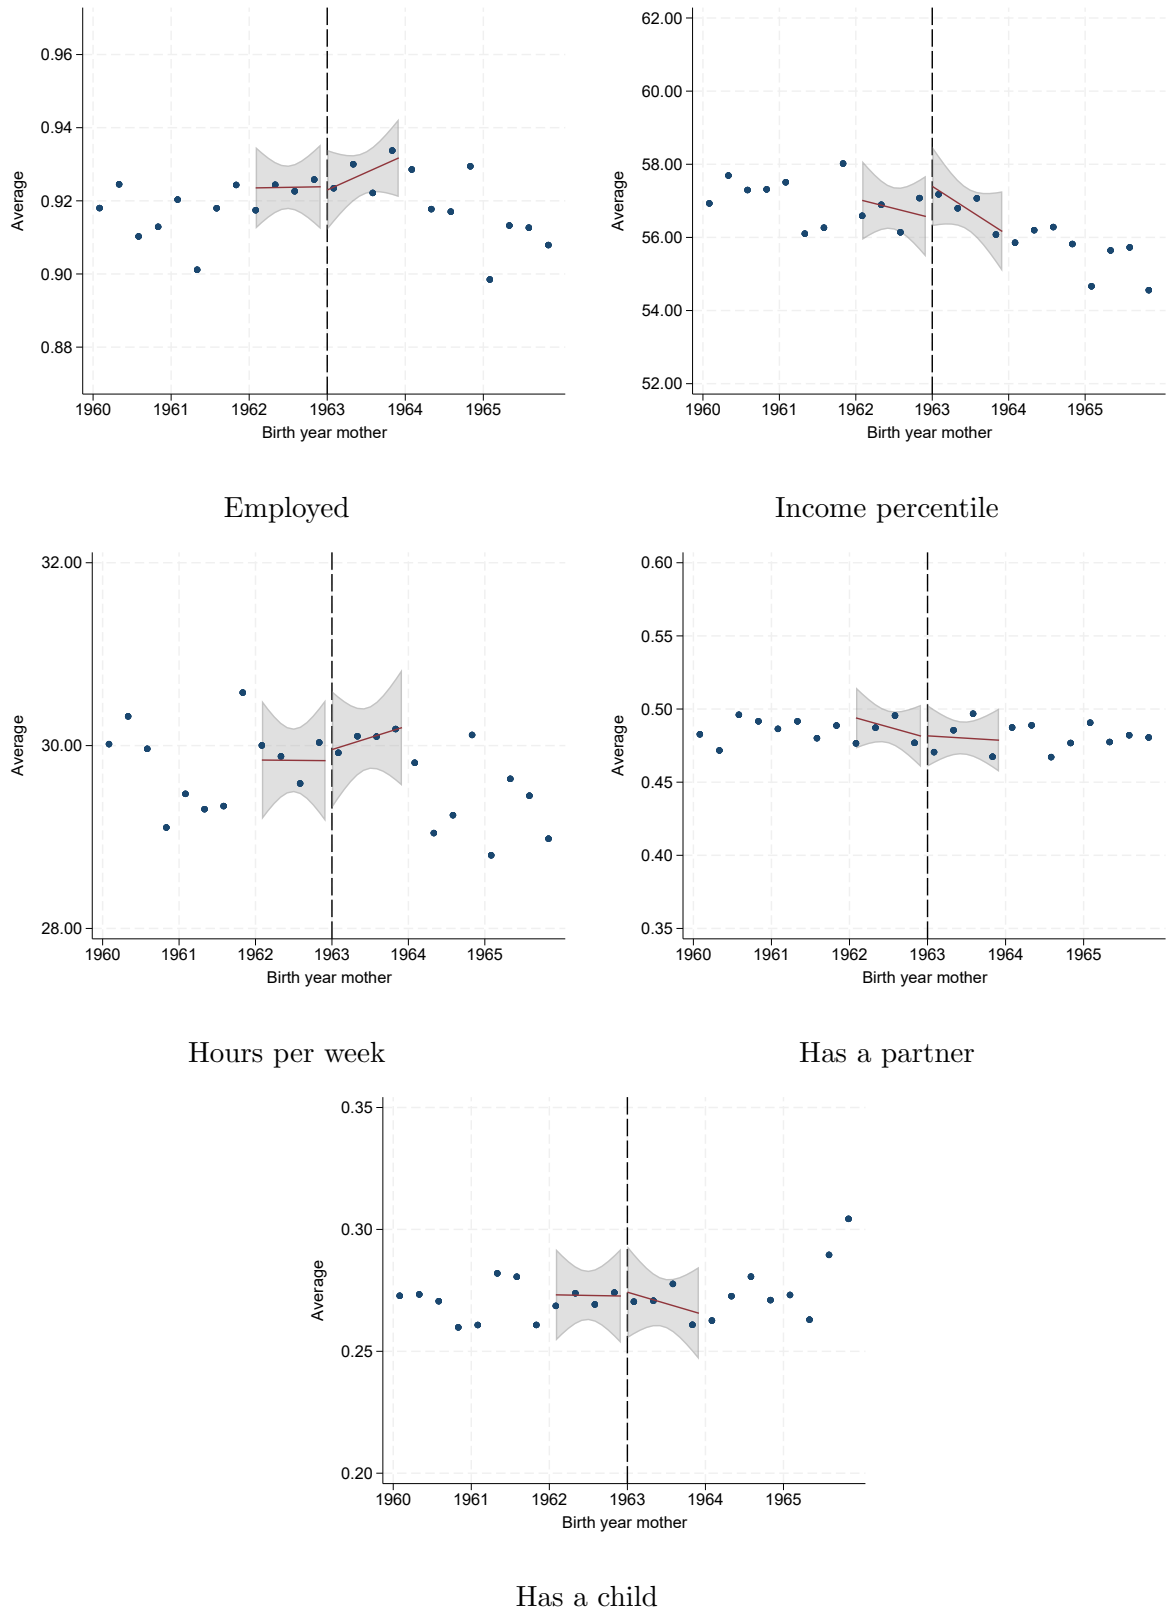 0.96
0.94
0.92
0.90
0.88
Average
1960 1961 1962 1963 1964 1965
Birth year mother
Employed
62.00
60.00
58.00
56.00
54.00
52.00
Average
1960 1961 1962 1963 1964 1965
Birth year mother
Income percentile
32.00
30.00
28.00
Average
1960 1961 1962 1963 1964 1965
Birth year mother
Hours per week
0.60
0.55
0.50
0.45
0.40
0.35
Average
1960 1961 1962 1963 1964 1965
Birth year mother
Has a partner
0.35
0.30
0.25
0.20
Average
1960 1961 1962 1963 1964 1965
Birth year mother
Has a child